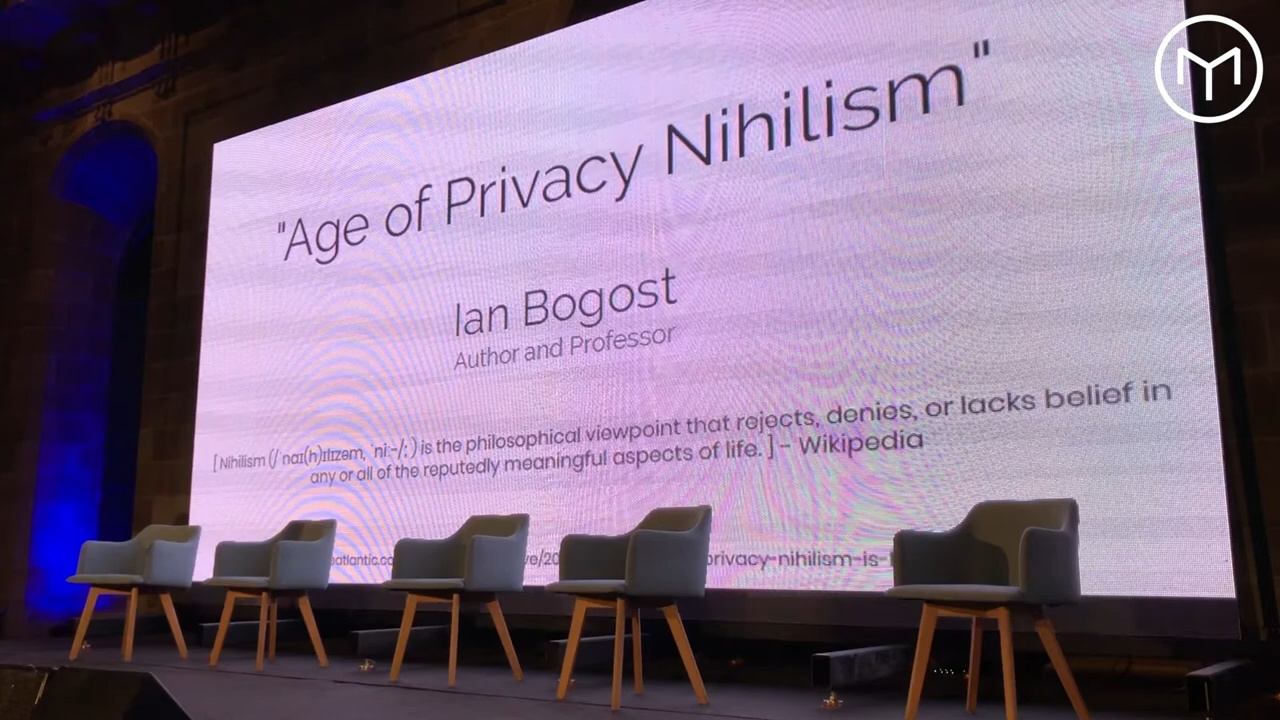 "Age of Privacy Nihilism"
Ian Bogost
Author and Professor
[ Nihilism (/ˈnaɪ(h)ɪlɪzəm, ˈniː-/; ) is the philosophical viewpoint that rejects, denies, or lacks belief in
any or all of the reputedly meaningful aspects of life. ] - Wikipedia
privacy-nihilism-is-